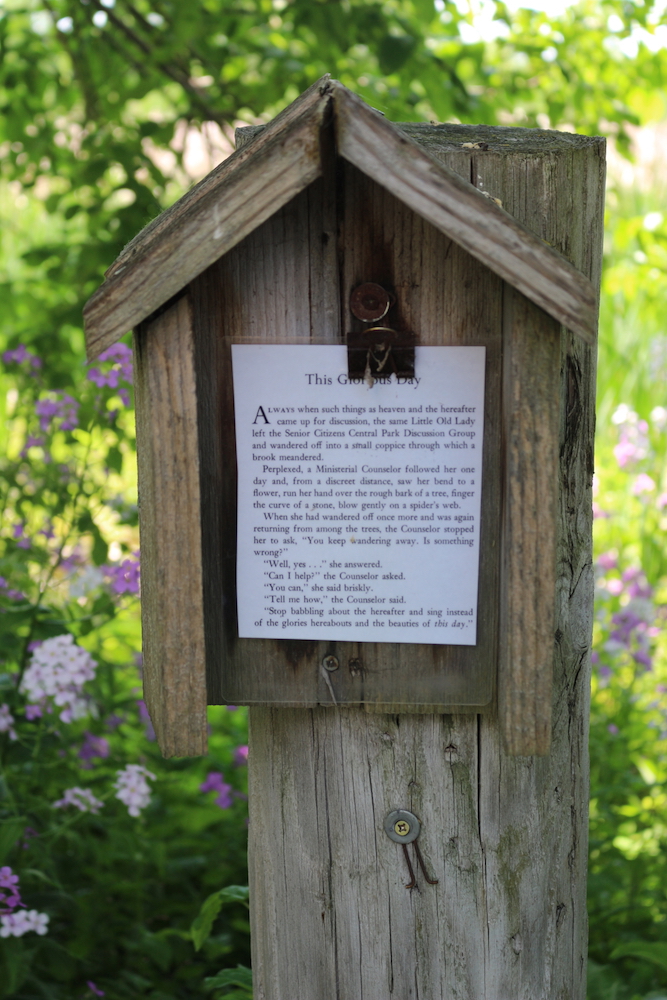 This Glorious Day
ALWAYS when such things as heaven and the hereafter
came up for discussion, the same Little Old Lady
left the Senior Citizens Central Park Discussion Group
and wandered off into a small coppice through which a
brook meandered.
Perplexed, a Ministerial Counselor followed her one
day and, from a discreet distance, saw her bend to a
flower, run her hand over the rough bark of a tree, finger
the curve of a stone, blow gently on a spider's web.
When she had wandered off once more and was again
returning from among the trees, the Counselor stopped
her to ask, "You keep wandering away. Is something
wrong?"
"Well, yes . . ." she answered.
"Can I help?" the Counselor asked.
"You can," she said briskly.
"Tell me how," the Counselor said.
"Stop babbling about the hereafter and sing instead
of the glories hereabouts and the beauties of this day."